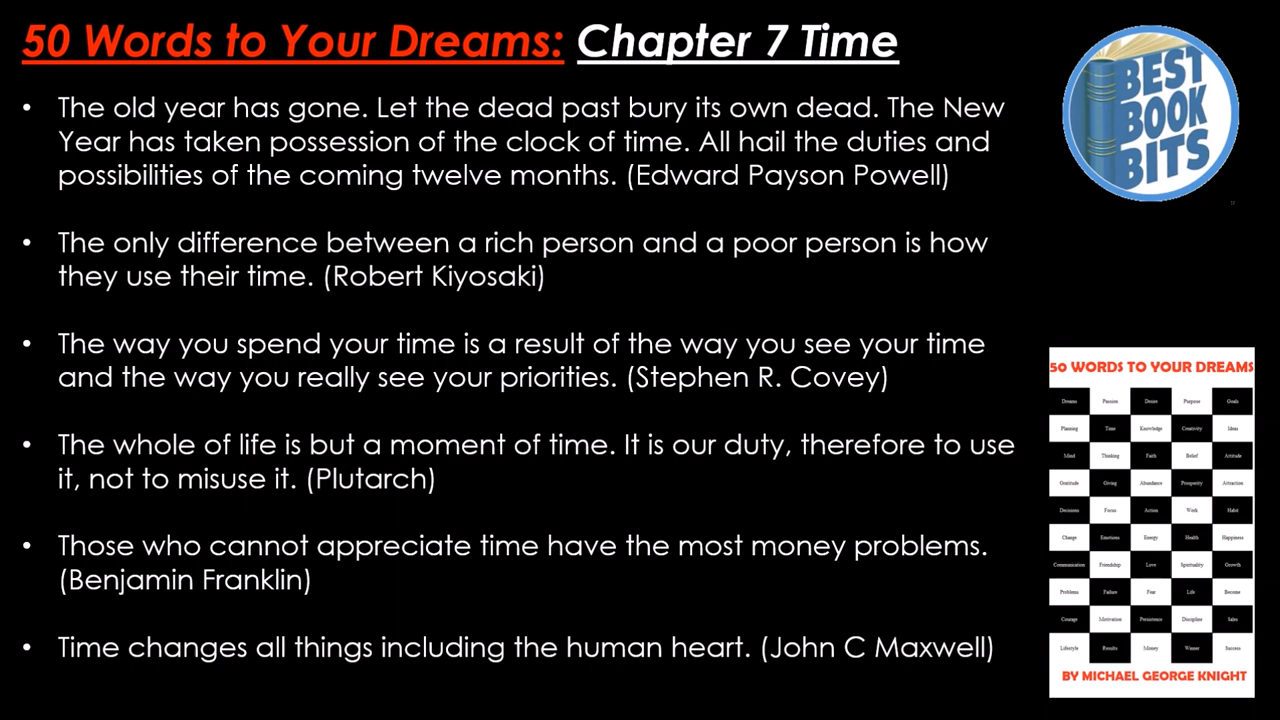 50 Words to Your Dreams: Chapter 7 Time
• The old year has gone. Let the dead past bury its own dead. The New
Year has taken possession of the clock of time. All hail the duties and
possibilities of the coming twelve months. (Edward Payson Powell)
• The only difference between a rich person and a poor person is how
they use their time. (Robert Kiyosaki)
• The way you spend your time is a result of the way you see your time
and the way you really see your priorities. (Stephen R. Covey)
• The whole of life is but a moment of time. It is our duty, therefore to use
it, not to misuse it. (Plutarch)
• Those who cannot appreciate time have the most money problems.
(Benjamin Franklin)
• Time changes all things including the human heart. (John C Maxwell)
BEST
BOOK
BITS
50 WORDS TO YOUR DREAMS
Dreams Passion Desire Purpose Goals
Planning Time Knowledge Creativity Ideas
Mind Thinking Faith Belief Attitude
Gratitude Giving Abundance Prosperity Attraction
Decisions Focus Action Work Habit
Change Emotions Energy Health Happiness
Communication Friendship Love Spirituality Growth
Problems Failure Fear Life Become
Courage Motivation Persistence Discipline Sales
Lifestyle Results Money Winner Success
BY MICHAEL GEORGE KNIGHT